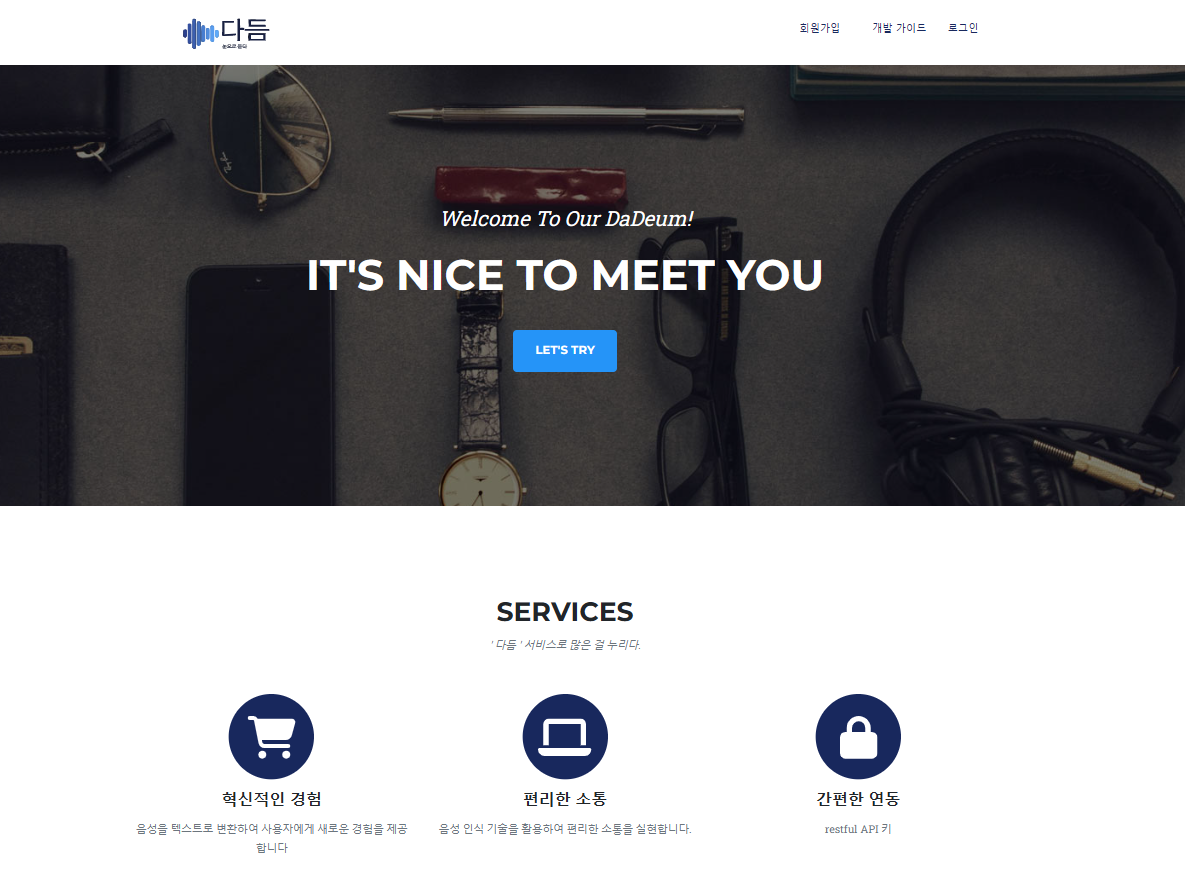 다듬
눈으로 듣다
회원가입 개발 가이드 로그인
Welcome To Our DaDeum!
IT'S NICE TO MEET YOU
LET'S TRY
SERVICES
' 다듬 ' 서비스로 많은 걸 누리다.
혁신적인 경험
음성을 텍스트로 변환하여 사용자에게 새로운 경험을 제공
합니다
편리한 소통
음성 인식 기술을 활용하여 편리한 소통을 실현합니다.
간편한 연동
restful API 키